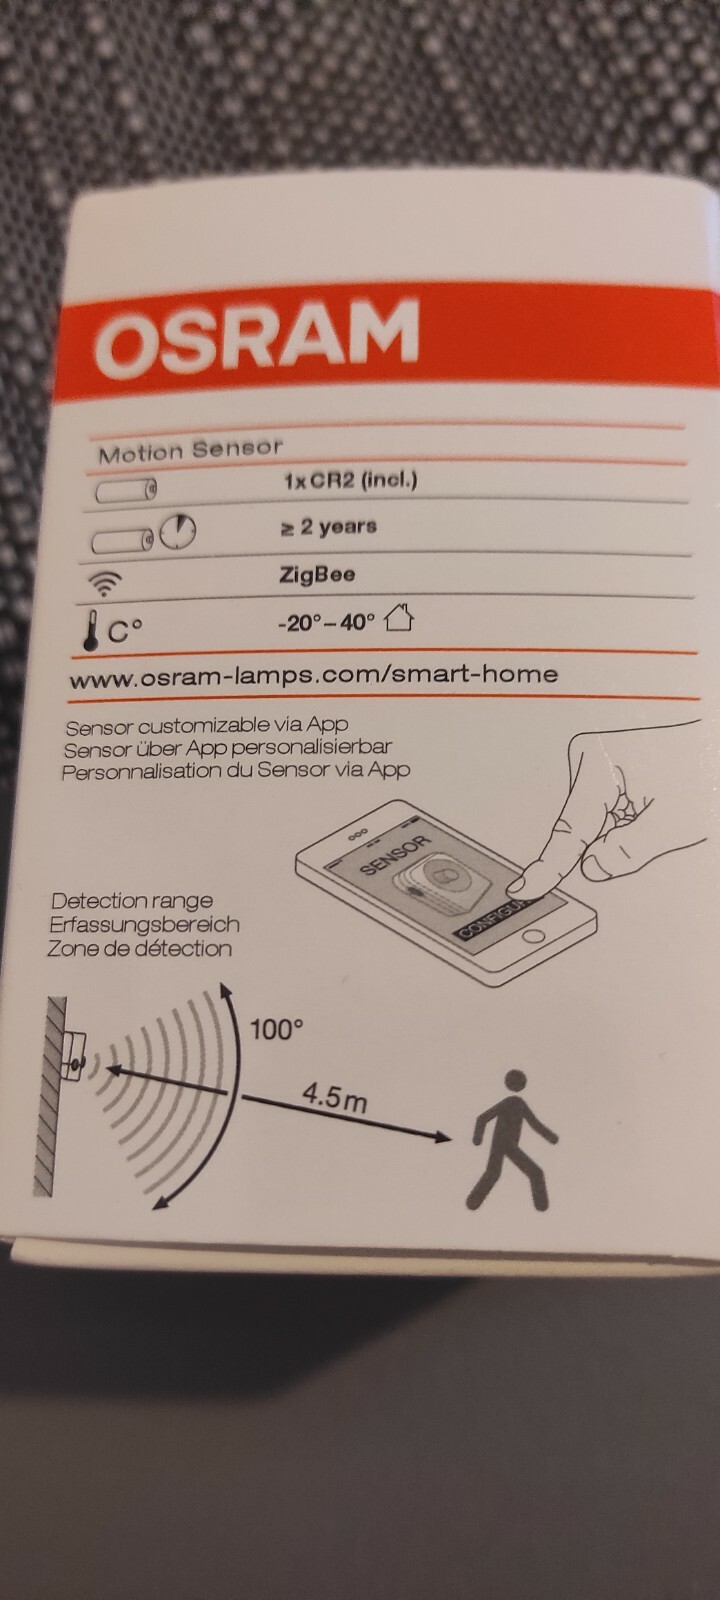 OSRAM
Motion Sensor
1xCR2 (incl.)
≥ 2 years
ZigBee
C° -20°–40°
www.osram-lamps.com/smart-home
Sensor customizable via App
Sensor über App personalisierbar
Personnalisation du Sensor via App
SENSOR
Detection range
Erfassungsbereich
Zone de détection
100°
4.5m